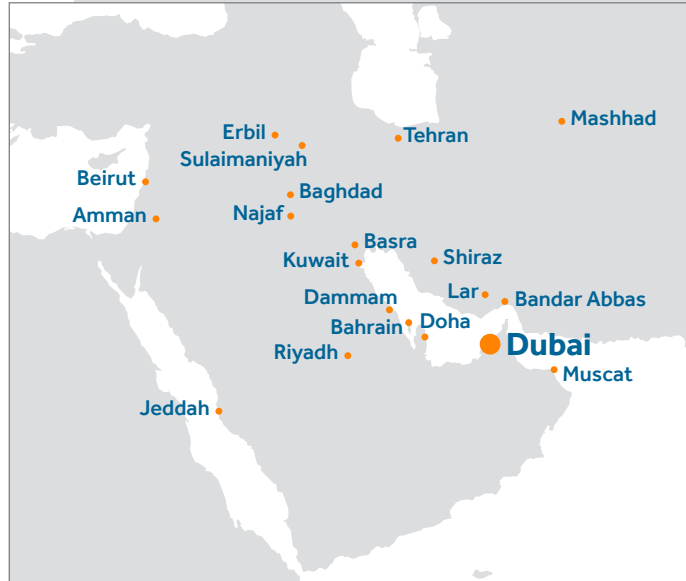 Mashhad
Erbil
Tehran
Sulaimaniyah
Beirut
Baghdad
Amman
Najaf
Basra
Kuwait
Shiraz
Lar
Bandar Abbas
Dammam
Bahrain
Doha
Dubai
Riyadh
Muscat
Jeddah